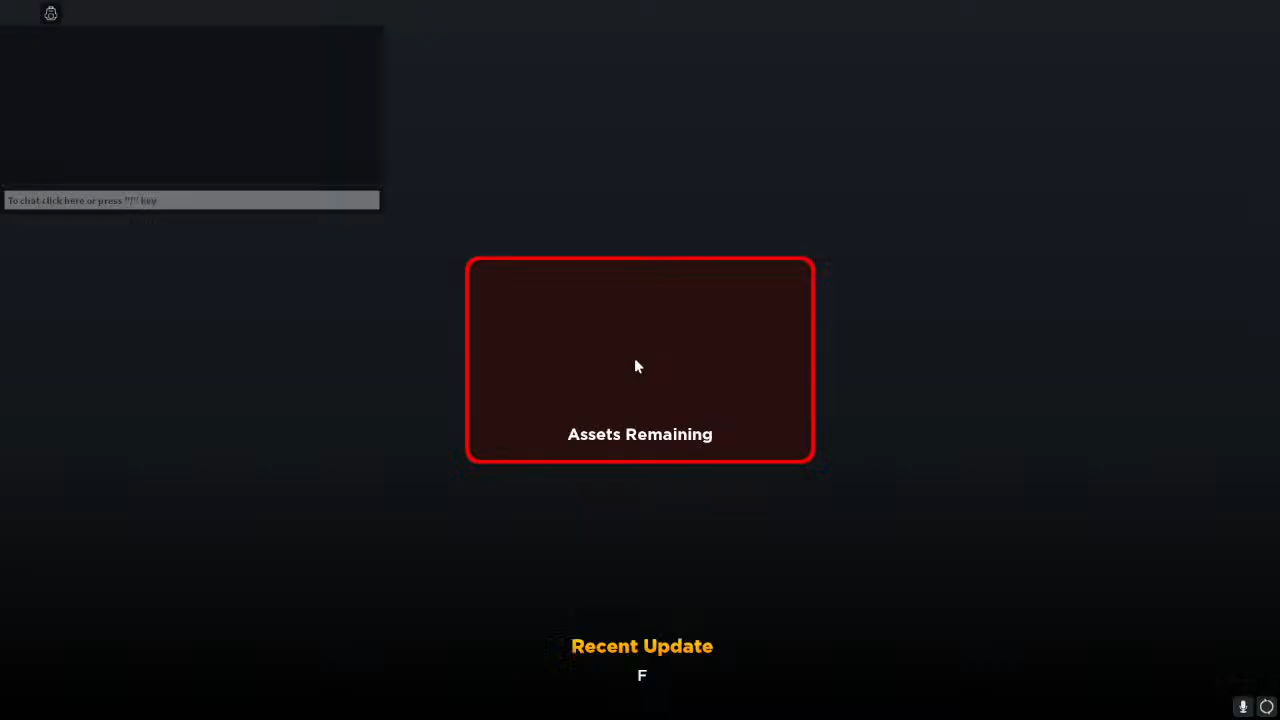 To chat click here or press "/" key
Assets Remaining
Recent Update
F